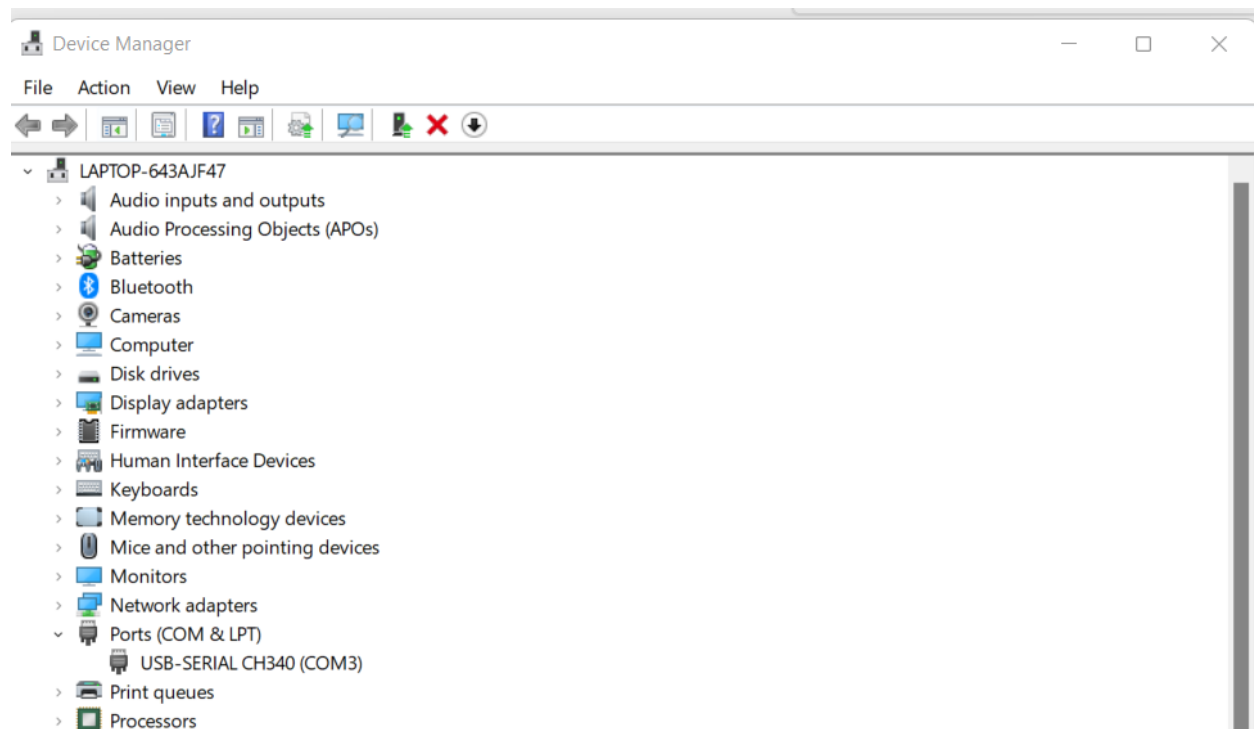 Device Manager
File Action View Help
LAPTOP-643AJF47
Audio inputs and outputs
Audio Processing Objects (APOs)
Batteries
Bluetooth
Cameras
Computer
Disk drives
Display adapters
Firmware
Human Interface Devices
Keyboards
Memory technology devices
Mice and other pointing devices
Monitors
Network adapters
Ports (COM & LPT)
USB-SERIAL CH340 (COM3)
Print queues
Processors